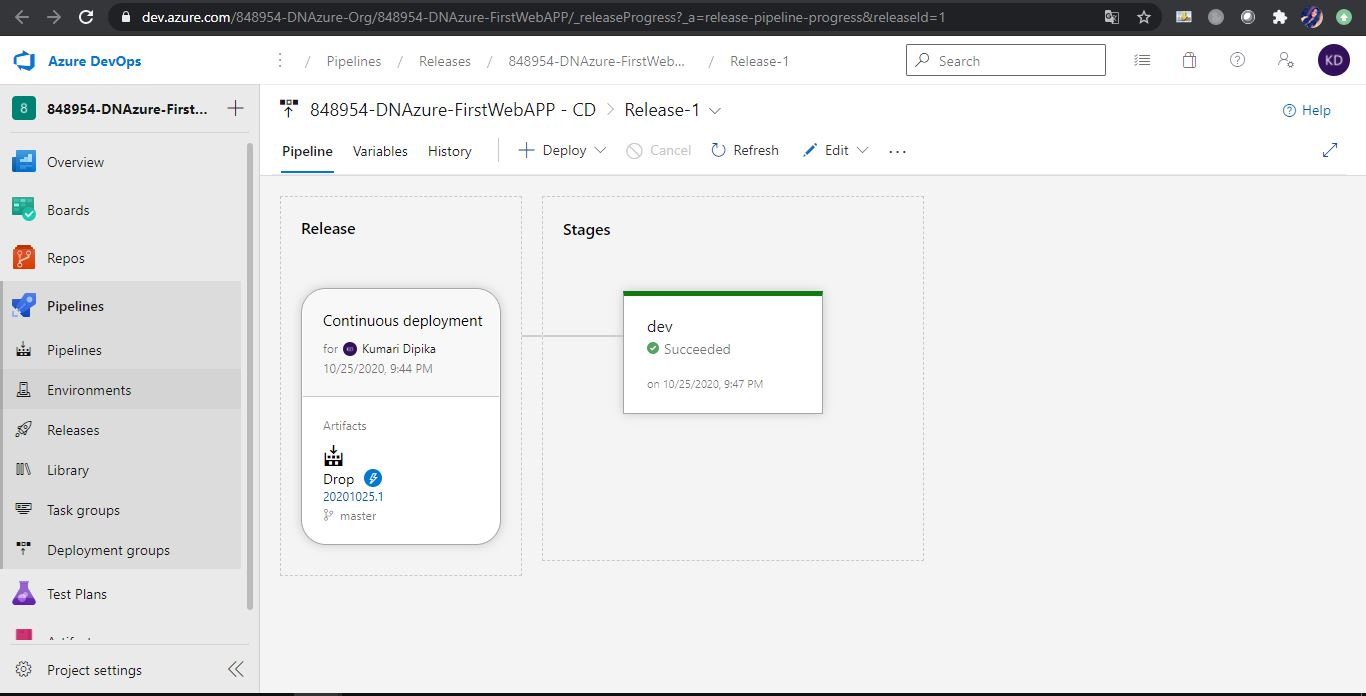 dev.azure.com/848954-DNAzure-Org/848954-DNAzure-FirstWebAPP/_releaseProgress?_a=release-pipeline-progress&releaseId=1
Azure DevOps
/ Pipelines / Releases / 848954-DNAzure-FirstWeb... / Release-1
Search
KD
8 848954-DNAzure-First...
848954-DNAzure-FirstWebAPP - CD > Release-1
Help
Pipeline Variables History Deploy Cancel Refresh Edit ...
Overview
Boards
Repos
Pipelines
Pipelines
Environments
Releases
Library
Task groups
Deployment groups
Test Plans
Project settings
Release
Continuous deployment
for Kumari Dipika
10/25/2020, 9:44 PM
Artifacts
Drop
20201025.1
master
Stages
dev
Succeeded
on 10/25/2020, 9:47 PM